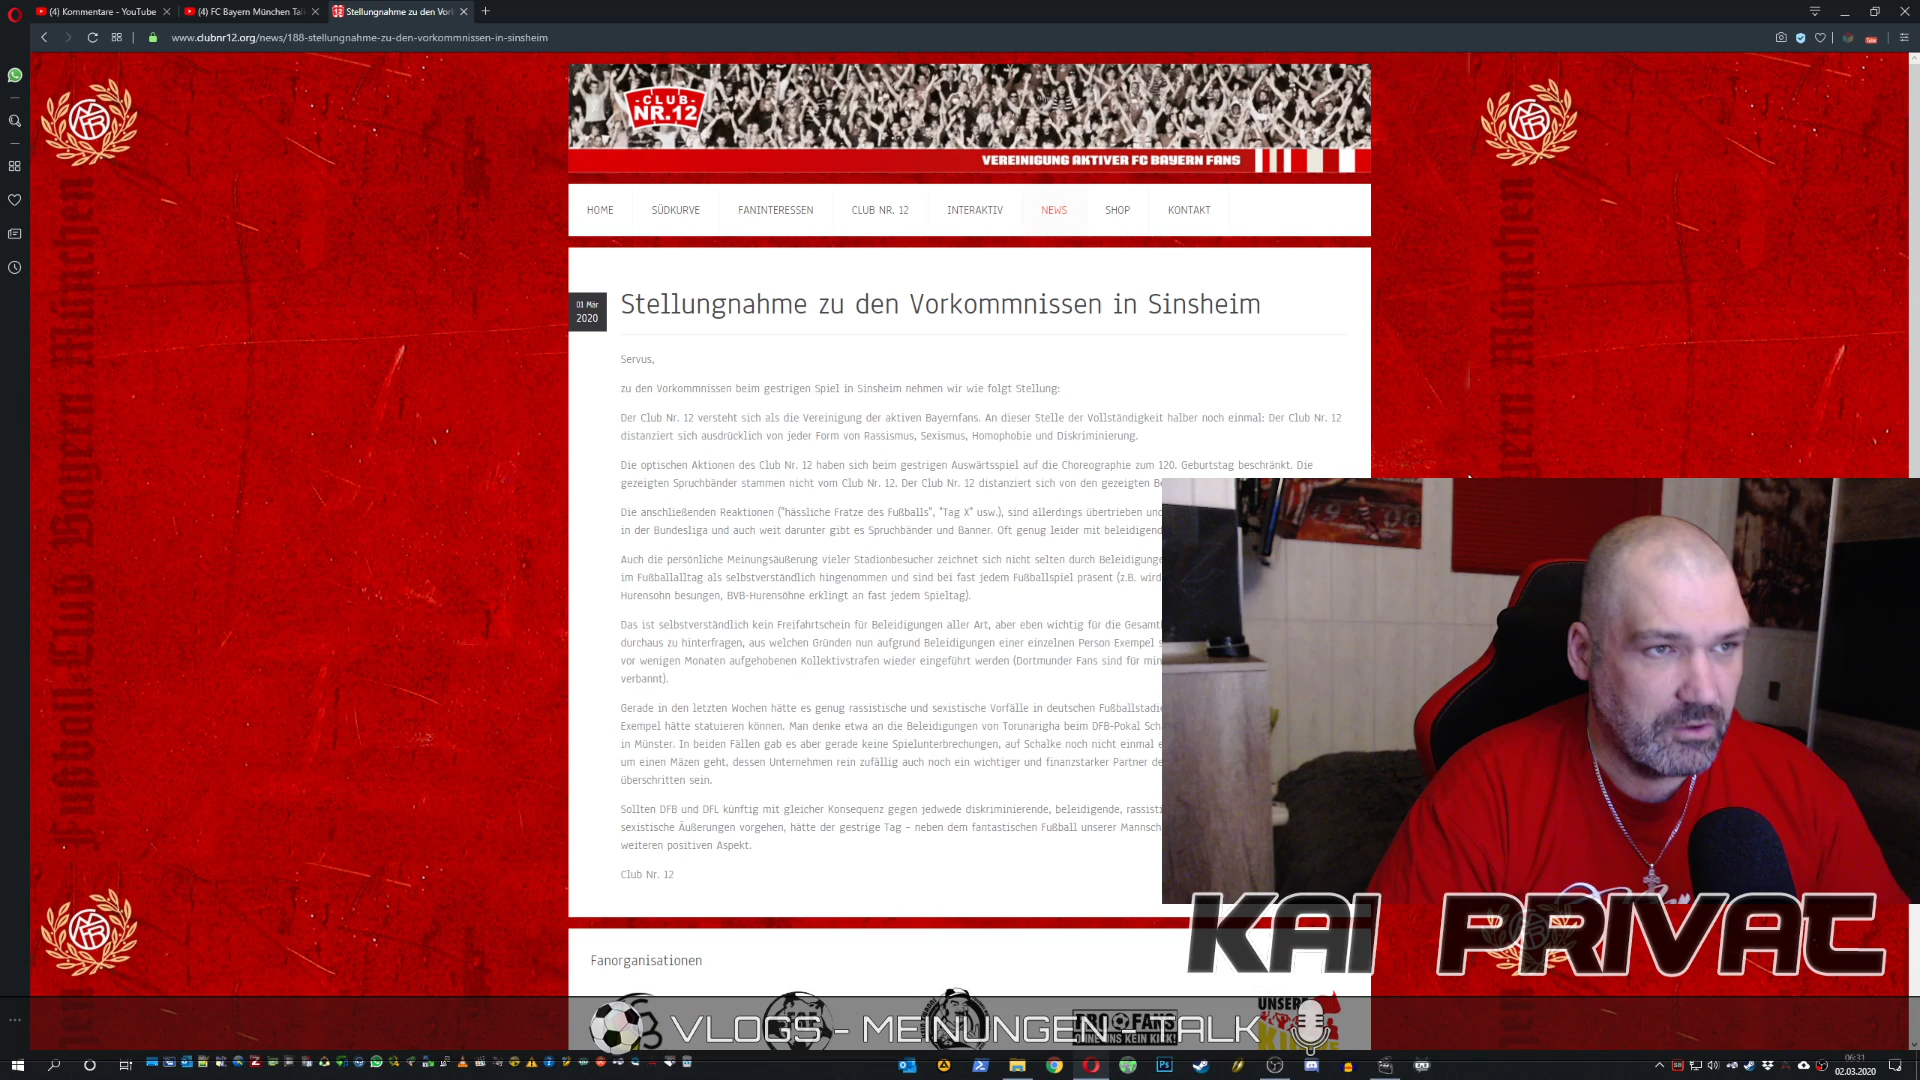 (4) Kommentare - YouTube
(4) FC Bayern München Tal
Stellungnahme zu den Vor
www.clubnr12.org/news/188-stellungnahme-zu-den-vorkommnissen-in-sinsheim
-CLUB-
NR.12
VEREINIGUNG AKTIVER FC BAYERN FANS
HOME
SÜDKURVE
FANINTERESSEN
CLUB NR. 12
INTERAKTIV
NEWS
SHOP
KONTAKT
01 Mär
2020
Stellungnahme zu den Vorkommnissen in Sinsheim
Servus,
zu den Vorkommnissen beim gestrigen Spiel in Sinsheim nehmen wir wie folgt Stellung:
Der Club Nr. 12 versteht sich als die Vereinigung der aktiven Bayernfans. An dieser Stelle der Vollständigkeit halber noch einmal: Der Club Nr. 12
distanziert sich ausdrücklich von jeder Form von Rassismus, Sexismus, Homophobie und Diskriminierung.
Die optischen Aktionen des Club Nr. 12 haben sich beim gestrigen Auswärtsspiel auf die Choreographie zum 120. Geburtstag beschränkt. Die
gezeigten Spruchbänder stammen nicht vom Club Nr. 12. Der Club Nr. 12 distanziert sich von den gezeigten Be
Die anschließenden Reaktionen ("hässliche Fratze des Fußballs", "Tag X" usw.), sind allerdings übertrieben und
in der Bundesliga und auch weit darunter gibt es Spruchbänder und Banner. Oft genug leider mit beleidigend
Auch die persönliche Meinungsäußerung vieler Stadionbesucher zeichnet sich nicht selten durch Beleidigunge
im Fußballalltag als selbstverständlich hingenommen und sind bei fast jedem Fußballspiel präsent (z.B. wird
Hurensohn besungen, BVB-Hurensöhne erklingt an fast jedem Spieltag).
Das ist selbstverständlich kein Freifahrtschein für Beleidigungen aller Art, aber eben wichtig für die Gesamt
durchaus zu hinterfragen, aus welchen Gründen nun aufgrund Beleidigungen einer einzelnen Person Exempel s
vor wenigen Monaten aufgehobenen Kollektivstrafen wieder eingeführt werden (Dortmunder Fans sind für min
verbannt).
Gerade in den letzten Wochen hätte es genug rassistische und sexistische Vorfälle in deutschen Fußballstadie
Exempel hätte statuieren können. Man denke etwa an die Beleidigungen von Torunarigha beim DFB-Pokal Sch
in Münster. In beiden Fällen gab es aber gerade keine Spielunterbrechungen, auf Schalke noch nicht einmal e
um einen Mäzen geht, dessen Unternehmen rein zufällig auch noch ein wichtiger und finanzstarker Partner de
überschritten sein.
Sollten DFB und DFL künftig mit gleicher Konsequenz gegen jedwede diskriminierende, beleidigende, rassisti
sexistische Äußerungen vorgehen, hätte der gestrige Tag – neben dem fantastischen Fußball unserer Mannsch
weiteren positiven Aspekt.
Club Nr. 12
Fanorganisationen
Fußball-Club Bayern München
KAI PRIVAT
VLOGS - MEINUNGEN - TALK
06:31
02.03.2020